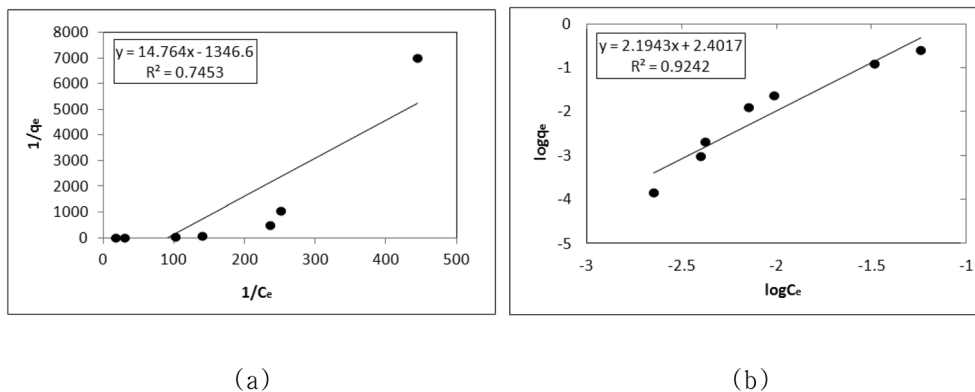 8000
7000
6000
5000
4000
3000
2000
1000
0
y = 14.764x - 1346.6
R² = 0.7453
1/qₑ
0 100 200 300 400 500
1/Cₑ
(a)
0
-1
-2
-3
-4
-5
y = 2.1943x + 2.4017
R² = 0.9242
logqₑ
-3 -2.5 -2 -1.5 -1
logCₑ
(b)